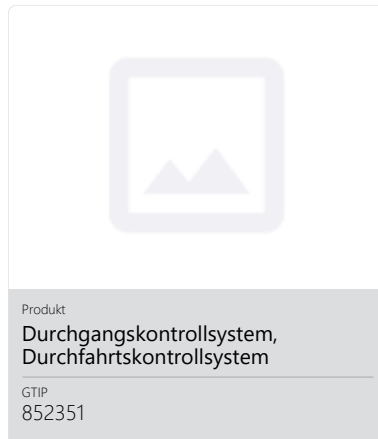 Produkt
Durchgangskontrollsystem,
Durchfahrtskontrollsystem
GTIP
852351